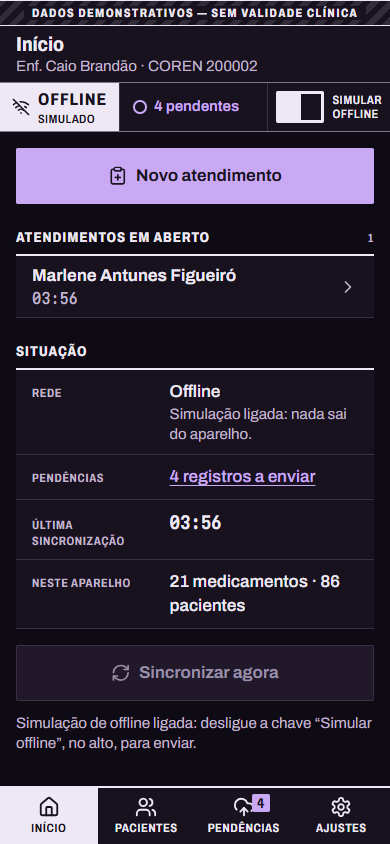 DADOS DEMONSTRATIVOS — SEM VALIDADE CLÍNICA
Início
Enf. Caio Brandão · COREN 200002
OFFLINE
SIMULADO
4 pendentes
SIMULAR
OFFLINE
Novo atendimento
ATENDIMENTOS EM ABERTO
1
Marlene Antunes Figueiró
03:56
SITUAÇÃO
REDE
Offline
Simulação ligada: nada sai
do aparelho.
PENDÊNCIAS
4 registros a enviar
ÚLTIMA
SINCRONIZAÇÃO
03:56
NESTE APARELHO
21 medicamentos · 86
pacientes
Sincronizar agora
Simulação de offline ligada: desligue a chave “Simular
offline”, no alto, para enviar.
4
INÍCIO
PACIENTES
PENDÊNCIAS
AJUSTES